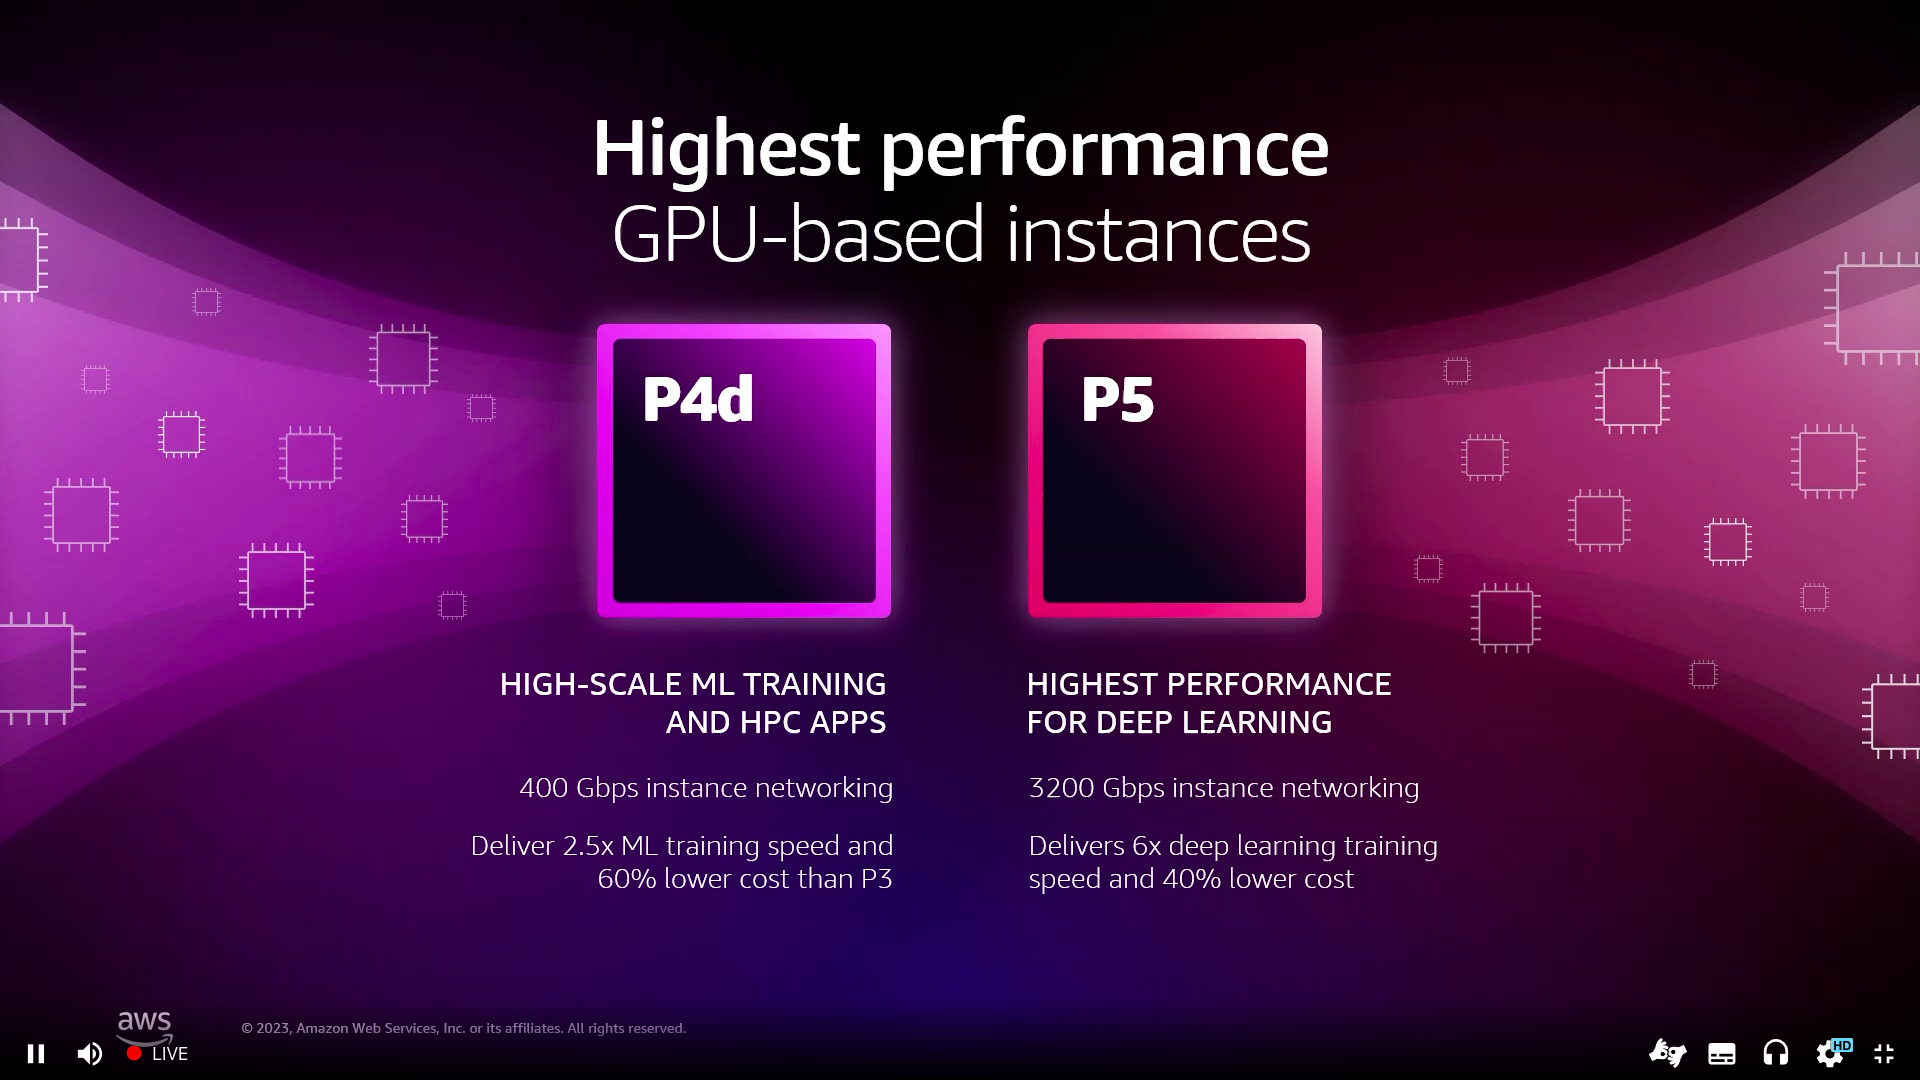 Highest performance
GPU-based instances
P4d
HIGH-SCALE ML TRAINING
AND HPC APPS
400 Gbps instance networking
Deliver 2.5x ML training speed and
60% lower cost than P3
P5
HIGHEST PERFORMANCE
FOR DEEP LEARNING
3200 Gbps instance networking
Delivers 6x deep learning training
speed and 40% lower cost
aws
© 2023, Amazon Web Services, Inc. or its affiliates. All rights reserved.
LIVE
HD